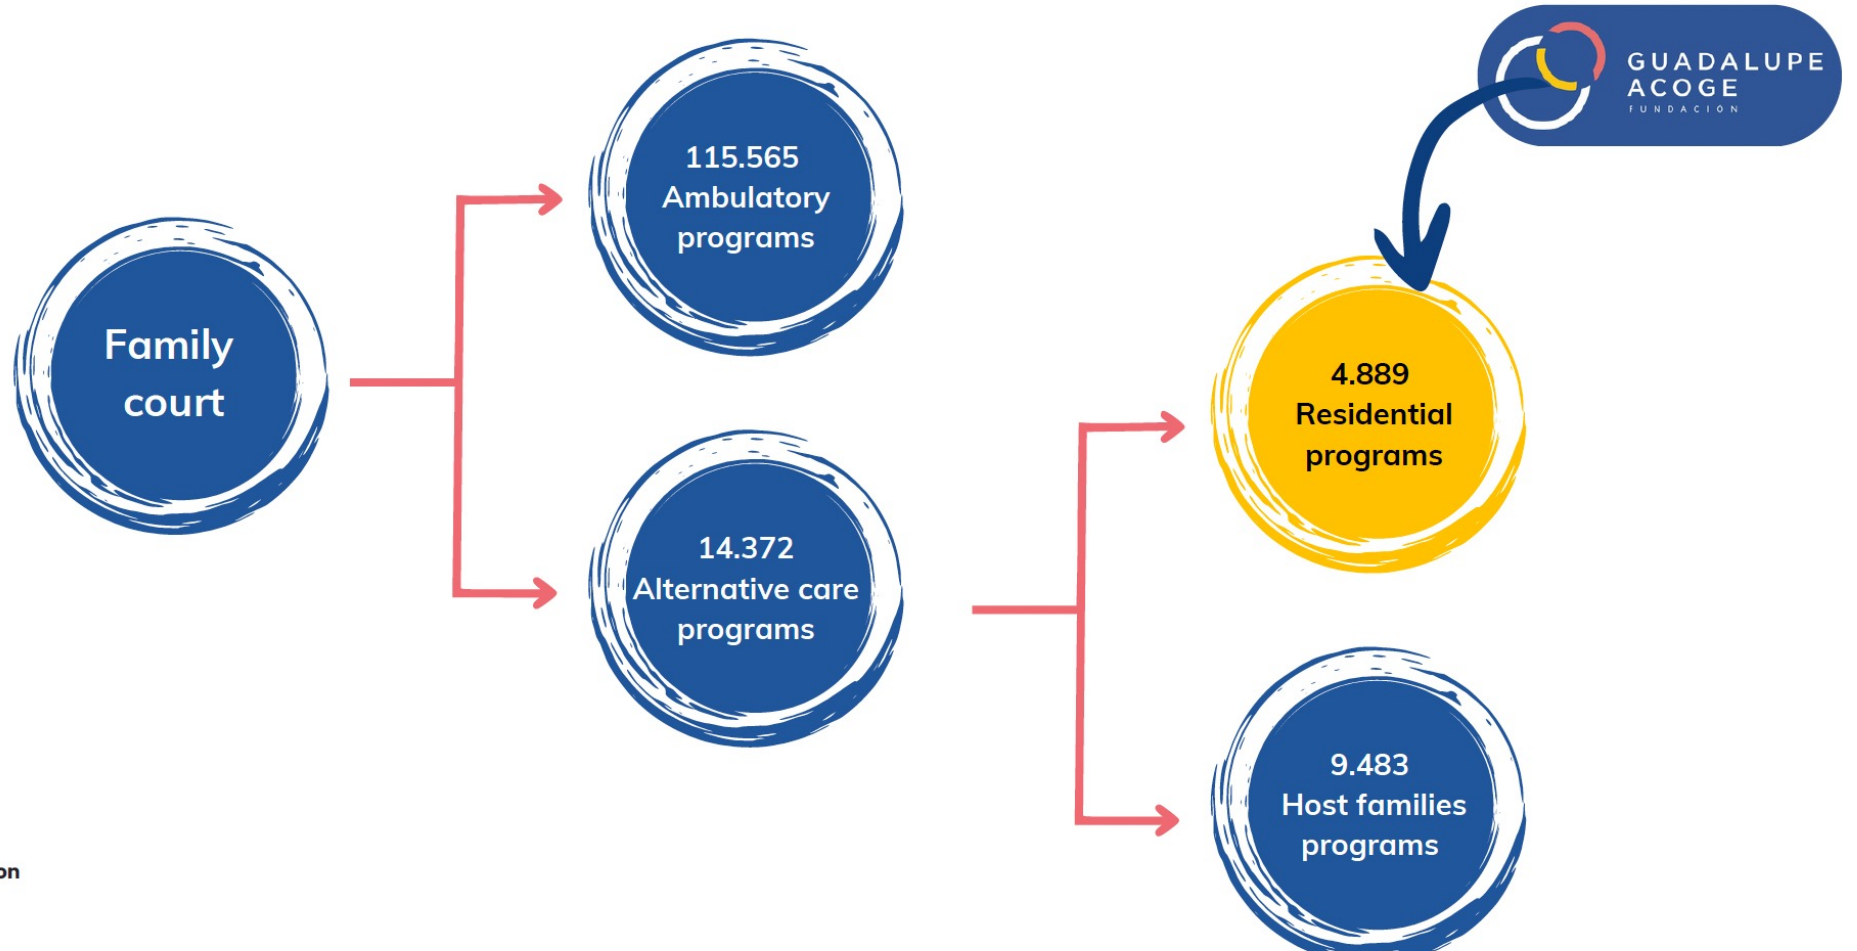 GUADALUPE
ACOGE
FUNDACIÓN
115.565
Ambulatory
programs
Family
court
4.889
Residential
programs
14.372
Alternative care
programs
9.483
Host families
programs
on